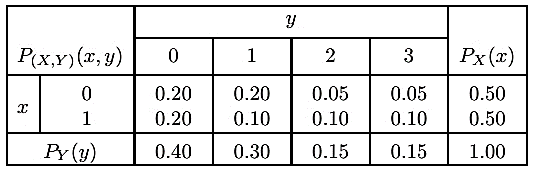 y
P_{(X,Y)}(x, y) 0 1 2 3 P_X(x)
x 0 0.20 0.20 0.05 0.05 0.50
1 0.20 0.10 0.10 0.10 0.50
P_Y(y) 0.40 0.30 0.15 0.15 1.00